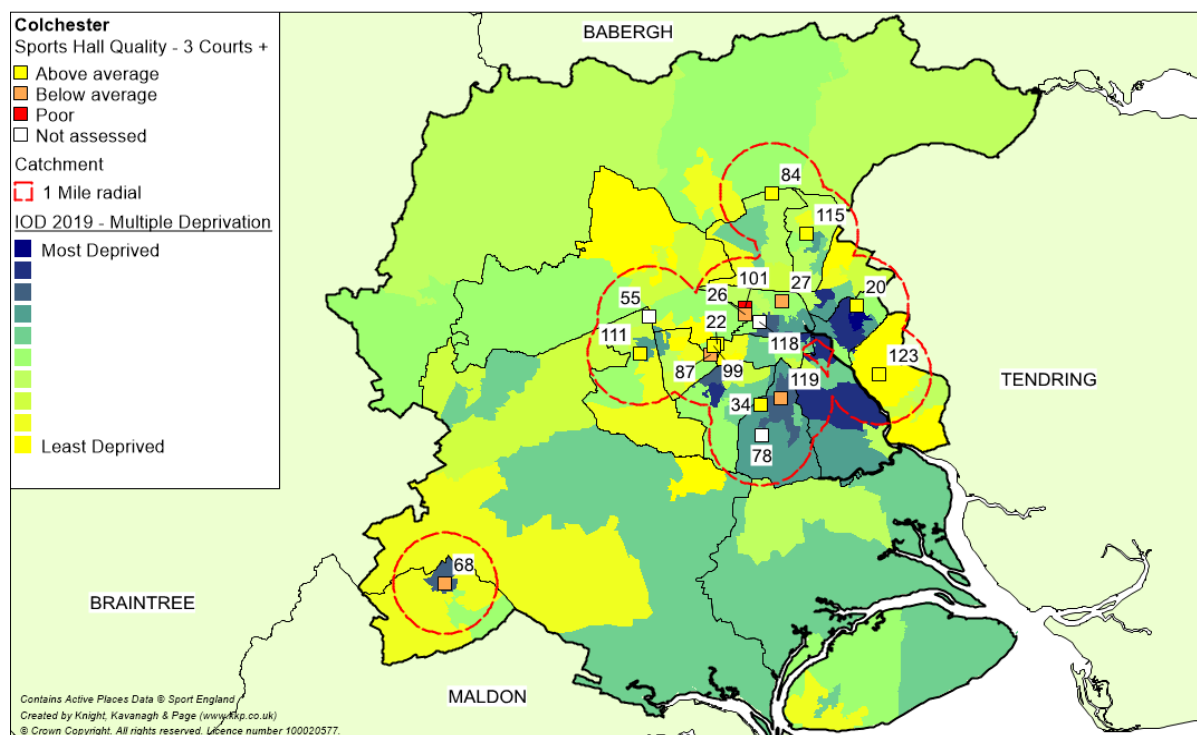 Colchester
Sports Hall Quality - 3 Courts +
Above average
Below average
Poor
Not assessed
Catchment
1 Mile radial
IOD 2019 - Multiple Deprivation
Most Deprived
Least Deprived
BABERGH
84
115
101
27
20
26
55
22
111
118
123
87
99
119
TENDRING
34
78
68
BRAINTREE
MALDON
Contains Active Places Data © Sport England
Created by Knight, Kavanagh & Page (www.kkp.co.uk)
© Crown Copyright. All rights reserved. Licence number 100020577.